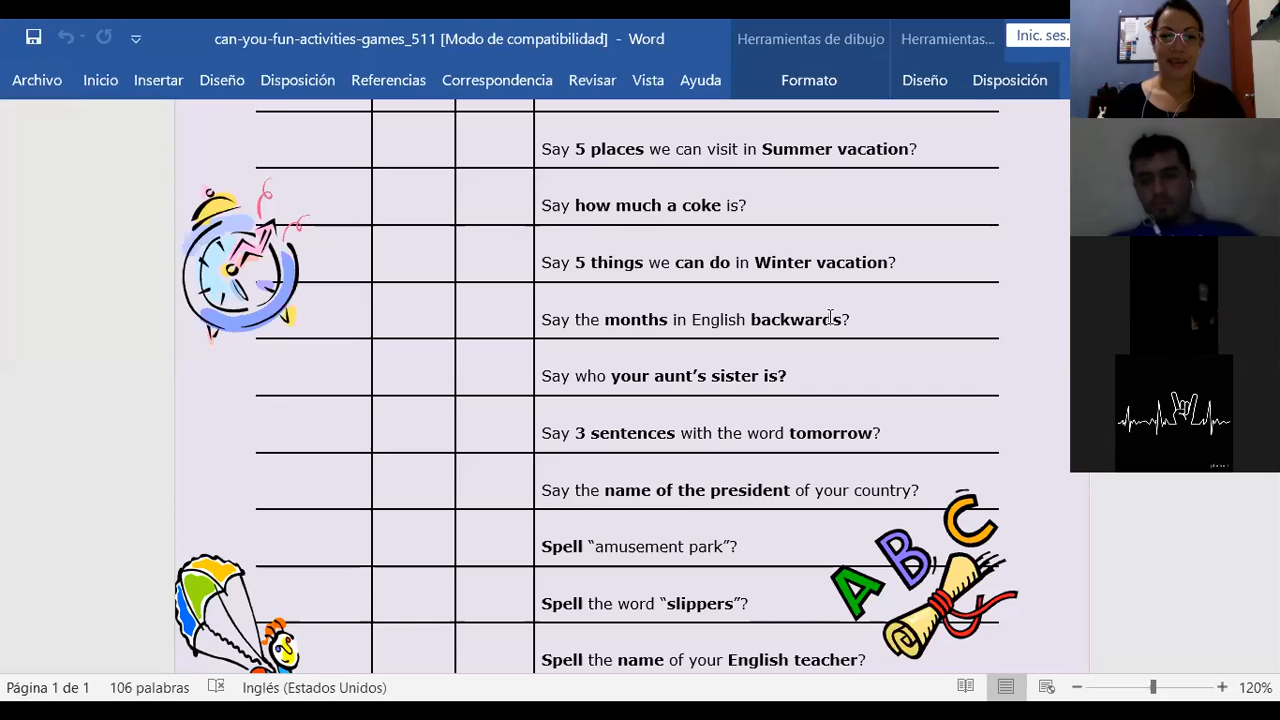 can-you-fun-activities-games_511 [Modo de compatibilidad] - Word
Herramientas de dibujo
Herramientas...
Inic. ses.
Archivo Inicio Insertar Diseño Disposición Referencias Correspondencia Revisar Vista Ayuda Formato Diseño Disposición
Say 5 places we can visit in Summer vacation?
Say how much a coke is?
Say 5 things we can do in Winter vacation?
Say the months in English backwards?
Say who your aunt’s sister is?
Say 3 sentences with the word tomorrow?
Say the name of the president of your country?
Spell “amusement park”?
Spell the word “slippers”?
Spell the name of your English teacher?
A B C
Página 1 de 1 106 palabras Inglés (Estados Unidos) 120%